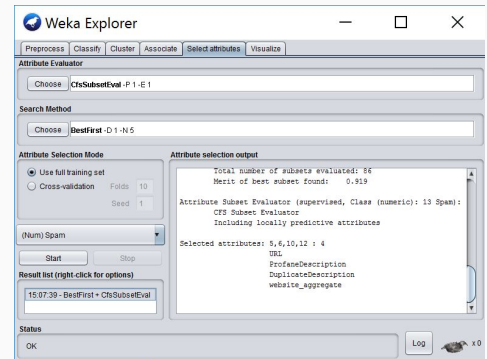 Weka Explorer
Preprocess Classify Cluster Associate Select attributes Visualize
Attribute Evaluator
Choose CfsSubsetEval -P 1 -E 1
Search Method
Choose BestFirst -D 1 -N 5
Attribute Selection Mode
Use full training set
Cross-validation Folds 10
Seed 1
(Num) Spam
Start Stop
Result list (right-click for options)
15:07:39 - BestFirst + CfsSubsetEval
Attribute selection output
Total number of subsets evaluated: 86
Merit of best subset found: 0.919
Attribute Subset Evaluator (supervised, Class (numeric): 13 Spam):
CFS Subset Evaluator
Including locally predictive attributes
Selected attributes: 5,6,10,12 : 4
URL
ProfaneDescription
DuplicateDescription
website_aggregate
Status
OK
Log
x 0